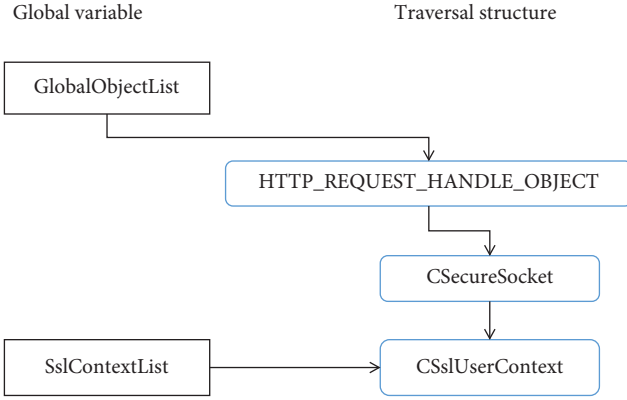 Global variable
Traversal structure
GlobalObjectList
HTTP_REQUEST_HANDLE_OBJECT
CSecureSocket
SslContextList
CSslUserContext